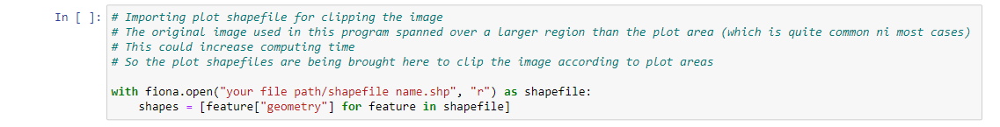 In [ ]: # Importing plot shapefile for clipping the image
# The original image used in this program spanned over a larger region than the plot area (which is quite common ni most cases)
# This could increase computing time
# So the plot shapefiles are being brought here to clip the image according to plot areas
with fiona.open("your file path/shapefile name.shp", "r") as shapefile:
    shapes = [feature["geometry"] for feature in shapefile]